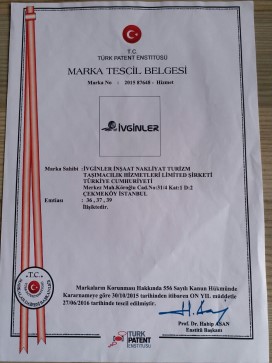 T.C.
TÜRK PATENT ENSTİTÜSÜ
MARKA TESCİL BELGESİ
Marka No : 2015 87648 - Hizmet
İVGİNLER
Marka Sahibi :İVGİNLER İNŞAAT NAKLİYAT TURİZM
TAŞIMACILIK HİZMETLERİ LİMİTED ŞİRKETİ
TÜRKİYE CUMHURİYETİ
Merkez Mah.Köroğlu Cad.No:31/4 Kat:1 D:2
ÇEKMEKÖY İSTANBUL
Emtiası : 36 , 37 , 39
İlişiktedir.
T.C.
Markaların Korunması Hakkında 556 Sayılı Kanun Hükmünde
Kararnameye göre 30/10/2015 tarihinden itibaren ON YIL müddetle
27/06/2016 tarihinde tescil edilmiştir.
Prof. Dr. Habip ASAN
Enstitü Başkanı
TÜRK
PATENT
ENSTİTÜSÜ